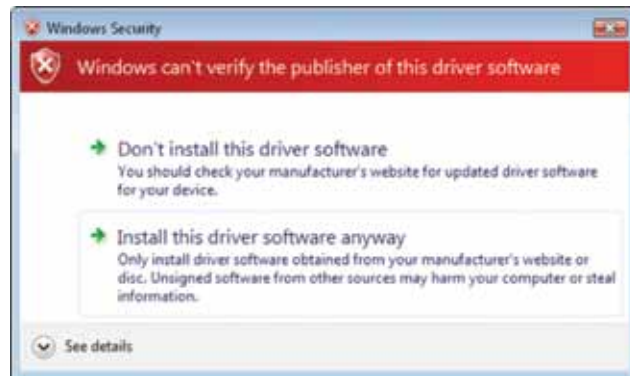 Windows Security
Windows can't verify the publisher of this driver software
Don't install this driver software
You should check your manufacturer's website for updated driver software
for your device.
Install this driver software anyway
Only install driver software obtained from your manufacturer's website or
disc. Unsigned software from other sources may harm your computer or steal
information.
See details